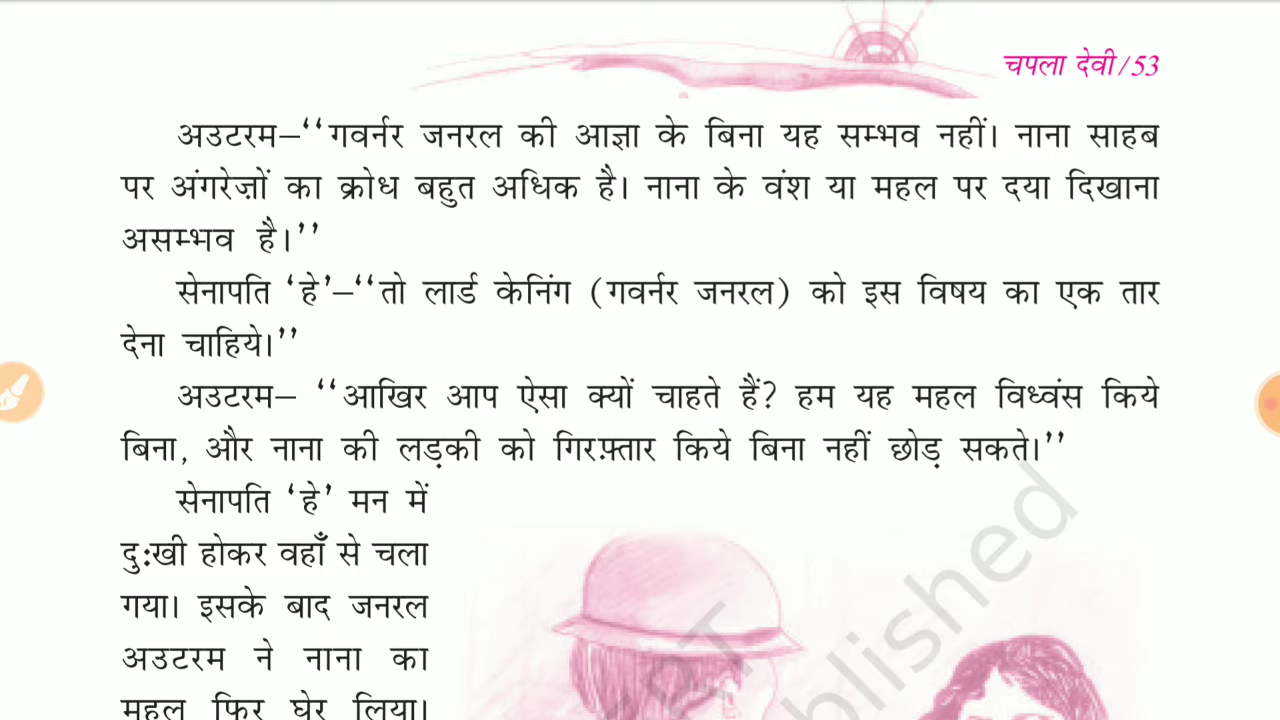 चपला देवी/53
अउटरम–‘‘गवर्नर जनरल की आज्ञा के बिना यह सम्भव नहीं। नाना साहब
पर अंगरेज़ों का क्रोध बहुत अधिक है। नाना के वंश या महल पर दया दिखाना
असम्भव है।’’
सेनापति ‘हे’–‘‘तो लार्ड केनिंग (गवर्नर जनरल) को इस विषय का एक तार
देना चाहिये।’’
अउटरम– ‘‘आखिर आप ऐसा क्यों चाहते हैं? हम यह महल विध्वंस किये
बिना, और नाना की लड़की को गिरफ़्तार किये बिना नहीं छोड़ सकते।’’
सेनापति ‘हे’ मन में
दुःखी होकर वहाँ से चला
गया। इसके बाद जनरल
अउटरम ने नाना का
महल फिर घेर लिया।